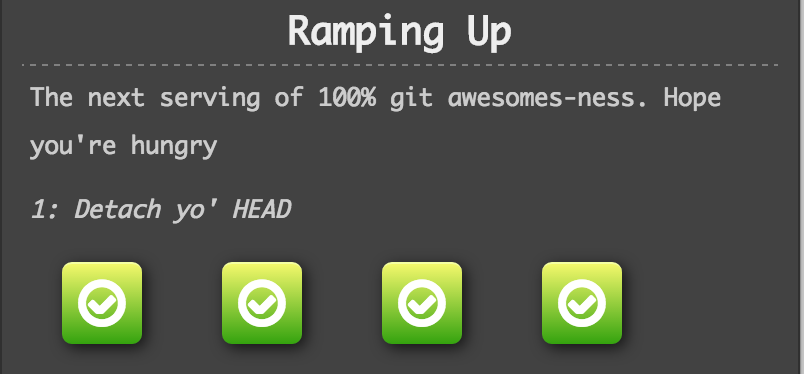 Ramping Up
The next serving of 100% git awesomes-ness. Hope
you're hungry
1: Detach yo' HEAD